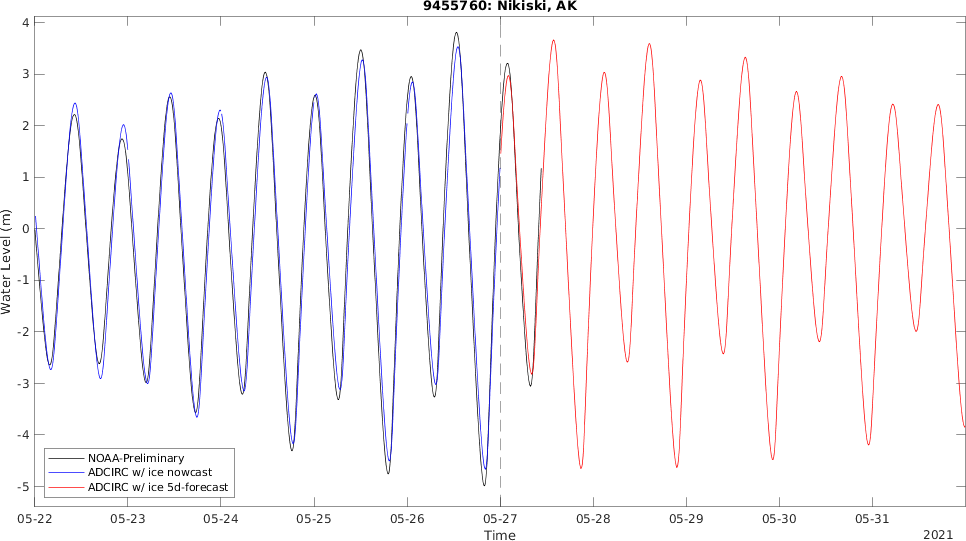 9455760: Nikiski, AK
4
3
2
1
0
-1
-2
-3
-4
-5
Water Level (m)
NOAA-Preliminary
ADCIRC w/ ice nowcast
ADCIRC w/ ice 5d-forecast
05-22 05-23 05-24 05-25 05-26 05-27 05-28 05-29 05-30 05-31
Time
2021